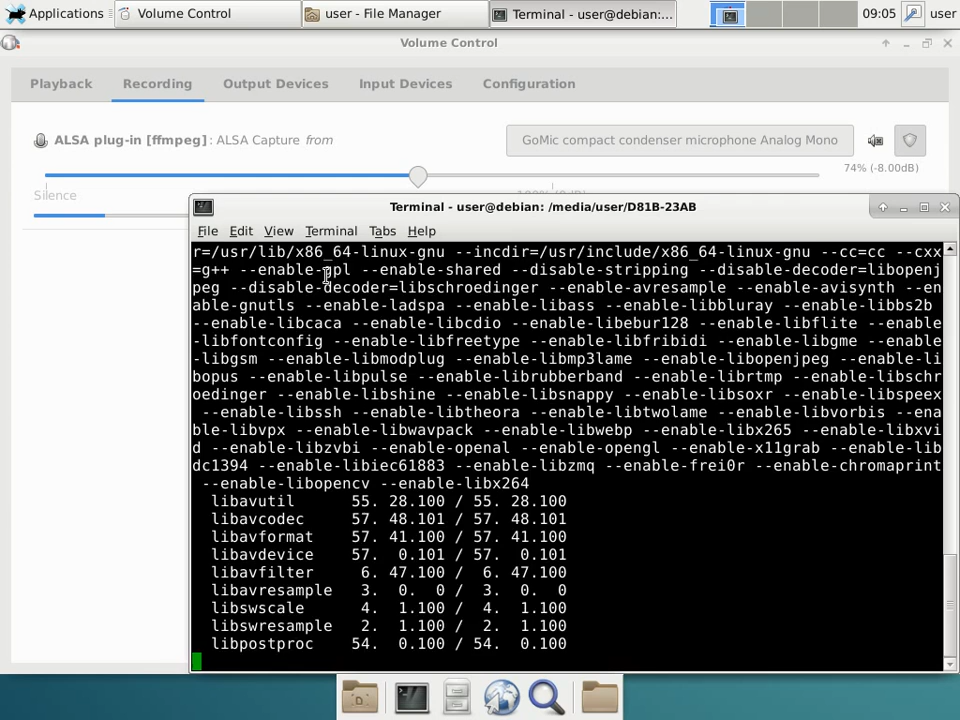 Applications
Volume Control
user - File Manager
Terminal - user@debian:...
09:05
user
Volume Control
Playback
Recording
Output Devices
Input Devices
Configuration
ALSA plug-in [ffmpeg]: ALSA Capture from
GoMic compact condenser microphone Analog Mono
74% (-8.00dB)
Silence
Terminal - user@debian: /media/user/D81B-23AB
File Edit View Terminal Tabs Help
r=/usr/lib/x86_64-linux-gnu --incdir=/usr/include/x86_64-linux-gnu --cc=cc --cxx
=g++ --enable-gpl --enable-shared --disable-stripping --disable-decoder=libopenj
peg --disable-decoder=libschroedinger --enable-avresample --enable-avisynth --en
able-gnutls --enable-ladspa --enable-libass --enable-libbluray --enable-libbs2b
--enable-libcaca --enable-libcdio --enable-libebur128 --enable-libflite --enable
-libfontconfig --enable-libfreetype --enable-libfribidi --enable-libgme --enable
-libgsm --enable-libmodplug --enable-libmp3lame --enable-libopenjpeg --enable-li
bopus --enable-libpulse --enable-librubberband --enable-librtmp --enable-libschr
oedinger --enable-libshine --enable-libsnappy --enable-libsoxr --enable-libspeex
--enable-libssh --enable-libtheora --enable-libtwolame --enable-libvorbis --ena
ble-libvpx --enable-libwavpack --enable-libwebp --enable-libx265 --enable-libxvi
d --enable-libzvbi --enable-openal --enable-opengl --enable-x11grab --enable-lib
dc1394 --enable-libiec61883 --enable-libzmq --enable-frei0r --enable-chromaprint
--enable-libopencv --enable-libx264
libavutil 55. 28.100 / 55. 28.100
libavcodec 57. 48.101 / 57. 48.101
libavformat 57. 41.100 / 57. 41.100
libavdevice 57. 0.101 / 57. 0.101
libavfilter 6. 47.100 / 6. 47.100
libavresample 3. 0. 0 / 3. 0. 0
libswscale 4. 1.100 / 4. 1.100
libswresample 2. 1.100 / 2. 1.100
libpostproc 54. 0.100 / 54. 0.100